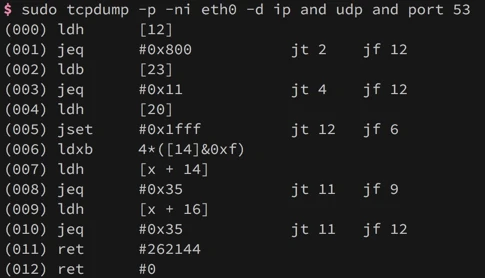 $ sudo tcpdump -p -ni eth0 -d ip and udp and port 53
(000) ldh      [12]
(001) jeq      #0x800           jt 2    jf 12
(002) ldb      [23]
(003) jeq      #0x11            jt 4    jf 12
(004) ldh      [20]
(005) jset     #0x1fff          jt 12   jf 6
(006) ldxb     4*([14]&0xf)
(007) ldh      [x + 14]
(008) jeq      #0x35            jt 11   jf 9
(009) ldh      [x + 16]
(010) jeq      #0x35            jt 11   jf 12
(011) ret      #262144
(012) ret      #0